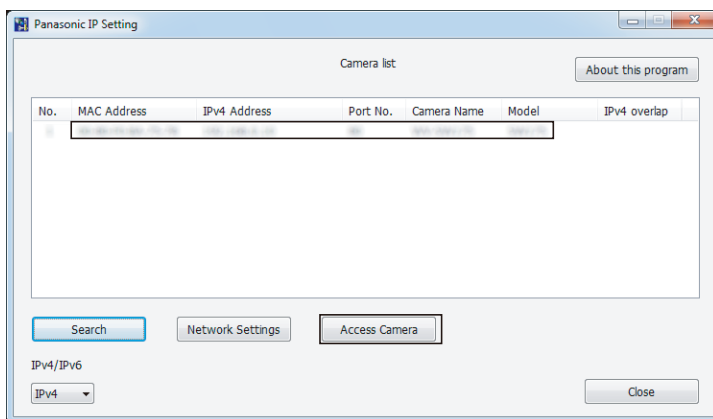 Panasonic IP Setting
Camera list
About this program
No. MAC Address IPv4 Address Port No. Camera Name Model IPv4 overlap
Search Network Settings Access Camera
IPv4/IPv6
IPv4
Close